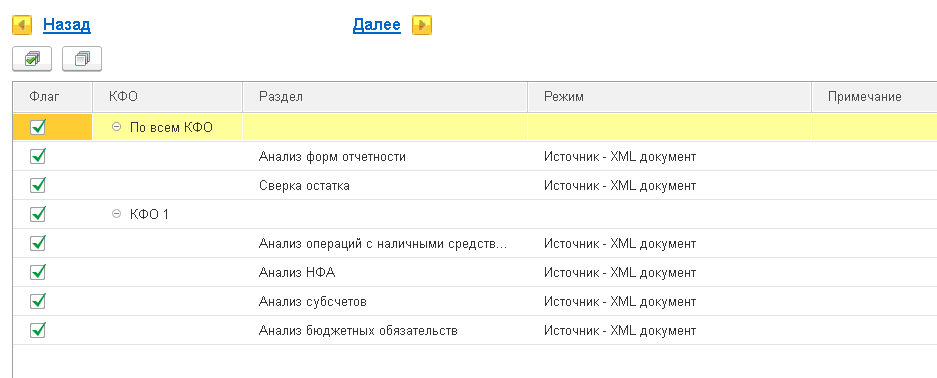 Назад Далее
Флаг КФО Раздел Режим Примечание
По всем КФО
Анализ форм отчетности Источник - XML документ
Сверка остатка Источник - XML документ
КФО 1
Анализ операций с наличными средств... Источник - XML документ
Анализ НФА Источник - XML документ
Анализ субсчетов Источник - XML документ
Анализ бюджетных обязательств Источник - XML документ